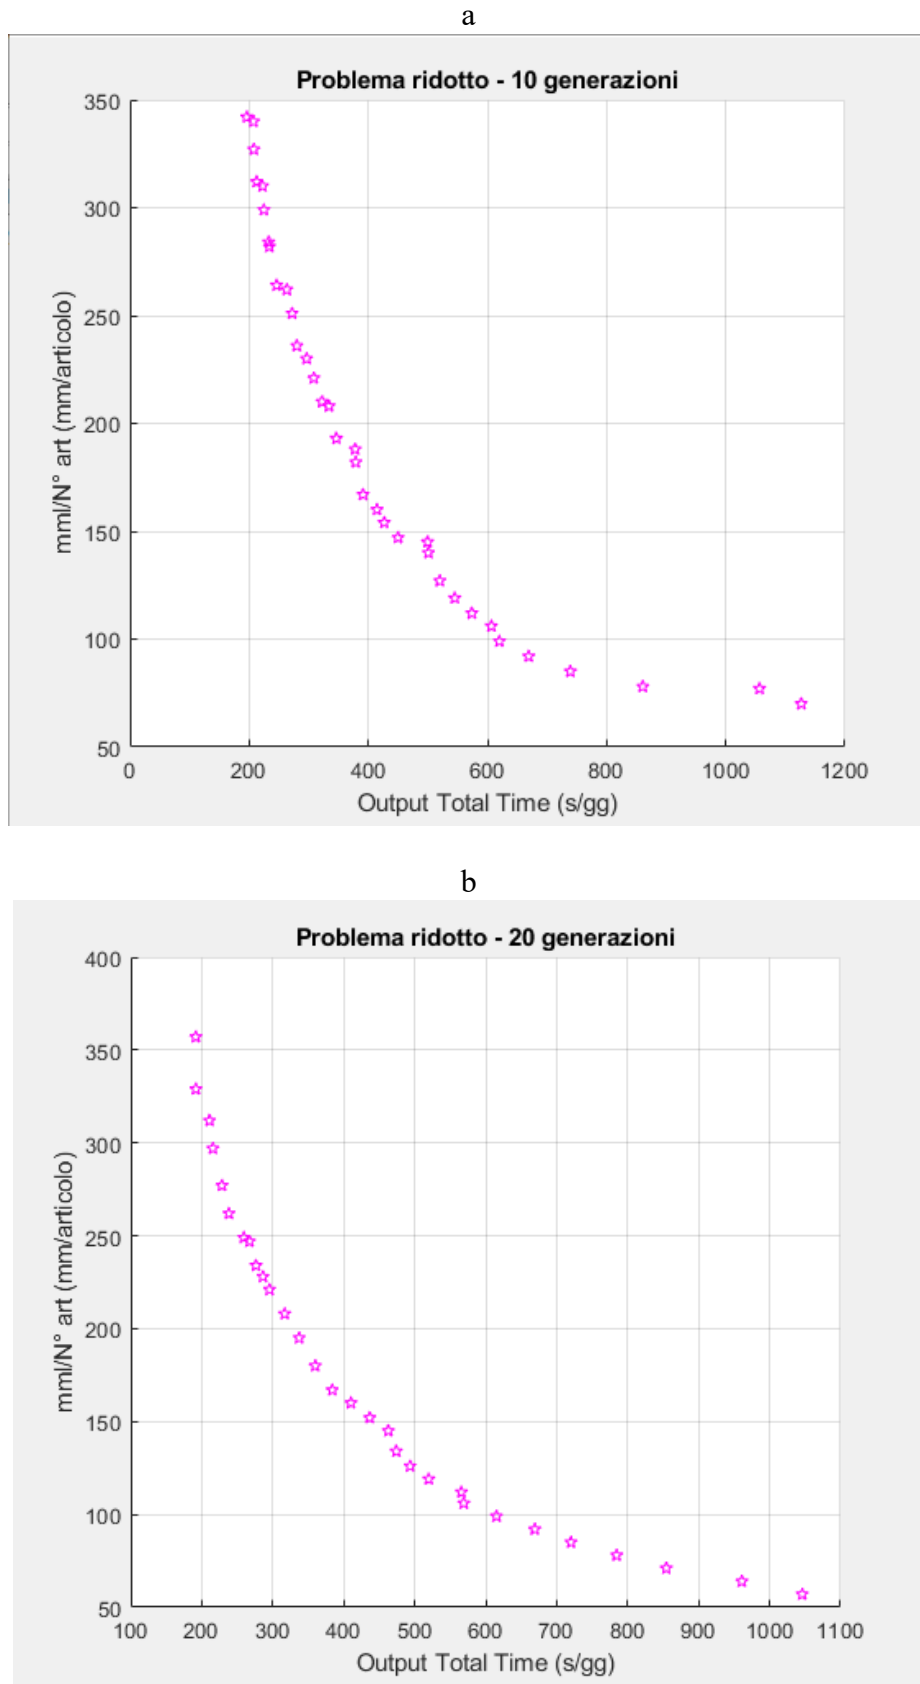 a
Problema ridotto - 10 generazioni
350
300
250
200
150
100
50
mml/N° art (mm/articolo)
0 200 400 600 800 1000 1200
Output Total Time (s/gg)
b
Problema ridotto - 20 generazioni
400
350
300
250
200
150
100
50
mml/N° art (mm/articolo)
100 200 300 400 500 600 700 800 900 1000 1100
Output Total Time (s/gg)